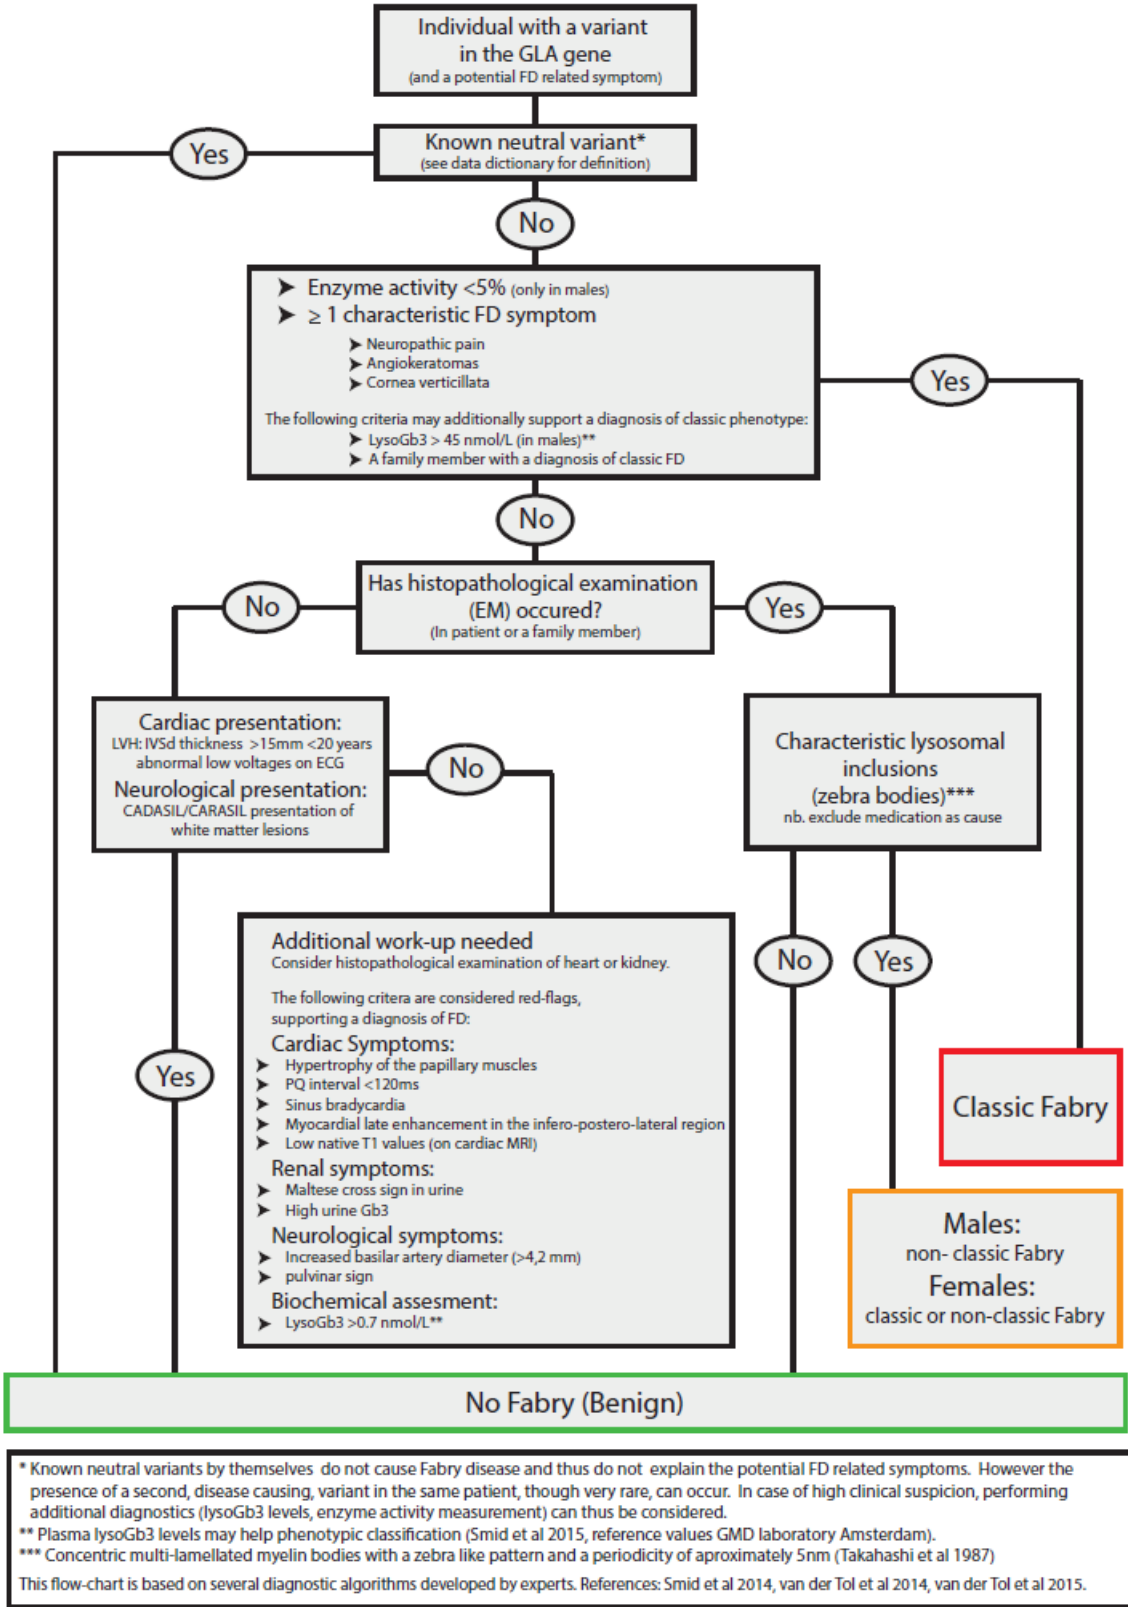 Individual with a variant
in the GLA gene
(and a potential FD related symptom)
Known neutral variant*
(see data dictionary for definition)
Yes
No
➤ Enzyme activity <5% (only in males)
➤ ≥ 1 characteristic FD symptom
➤ Neuropathic pain
➤ Angiokeratomas
➤ Cornea verticillata
The following criteria may additionally support a diagnosis of classic phenotype:
➤ LysoGb3 > 45 nmol/L (in males)**
➤ A family member with a diagnosis of classic FD
Yes
No
Has histopathological examination
(EM) occured?
(In patient or a family member)
No
Yes
Cardiac presentation:
LVH: IVSd thickness >15mm <20 years
abnormal low voltages on ECG
Neurological presentation:
CADASIL/CARASIL presentation of
white matter lesions
No
Characteristic lysosomal
inclusions
(zebra bodies)***
nb. exclude medication as cause
Additional work-up needed
Consider histopathological examination of heart or kidney.
The following critera are considered red-flags,
supporting a diagnosis of FD:
Cardiac Symptoms:
➤ Hypertrophy of the papillary muscles
➤ PQ interval <120ms
➤ Sinus bradycardia
➤ Myocardial late enhancement in the infero-postero-lateral region
➤ Low native T1 values (on cardiac MRI)
Renal symptoms:
➤ Maltese cross sign in urine
➤ High urine Gb3
Neurological symptoms:
➤ Increased basilar artery diameter (>4,2 mm)
➤ pulvinar sign
Biochemical assesment:
➤ LysoGb3 >0.7 nmol/L**
Yes
No
Yes
Classic Fabry
Males:
non- classic Fabry
Females:
classic or non-classic Fabry
No Fabry (Benign)
* Known neutral variants by themselves do not cause Fabry disease and thus do not explain the potential FD related symptoms. However the
presence of a second, disease causing, variant in the same patient, though very rare, can occur. In case of high clinical suspicion, performing
additional diagnostics (lysoGb3 levels, enzyme activity measurement) can thus be considered.
** Plasma lysoGb3 levels may help phenotypic classification (Smid et al 2015, reference values GMD laboratory Amsterdam).
*** Concentric multi-lamellated myelin bodies with a zebra like pattern and a periodicity of aproximately 5nm (Takahashi et al 1987)
This flow-chart is based on several diagnostic algorithms developed by experts. References: Smid et al 2014, van der Tol et al 2014, van der Tol et al 2015.